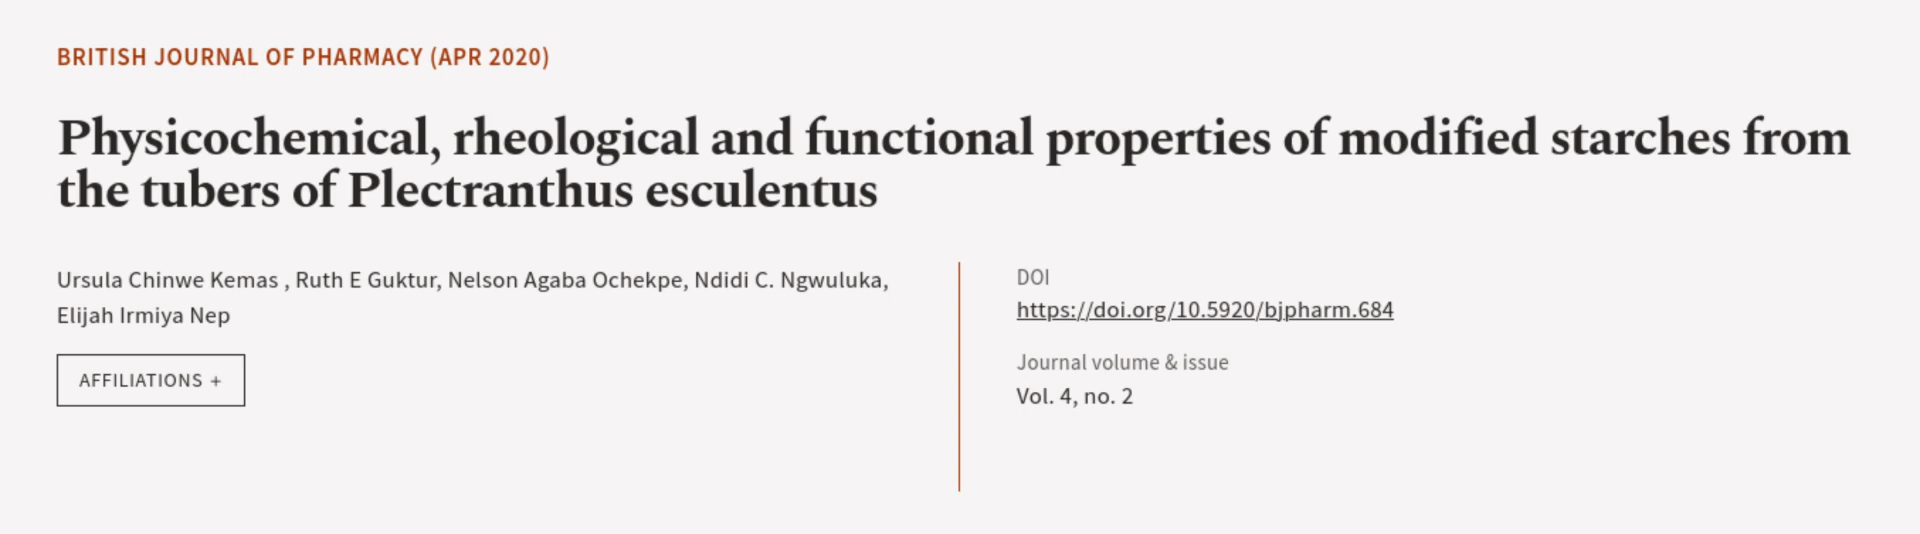 BRITISH JOURNAL OF PHARMACY (APR 2020)
Physicochemical, rheological and functional properties of modified starches from
the tubers of Plectranthus esculentus
Ursula Chinwe Kemas , Ruth E Guktur, Nelson Agaba Ochekpe, Ndidi C. Ngwuluka,
Elijah Irmiya Nep
AFFILIATIONS +
DOI
https://doi.org/10.5920/bjpharm.684
Journal volume & issue
Vol. 4, no. 2